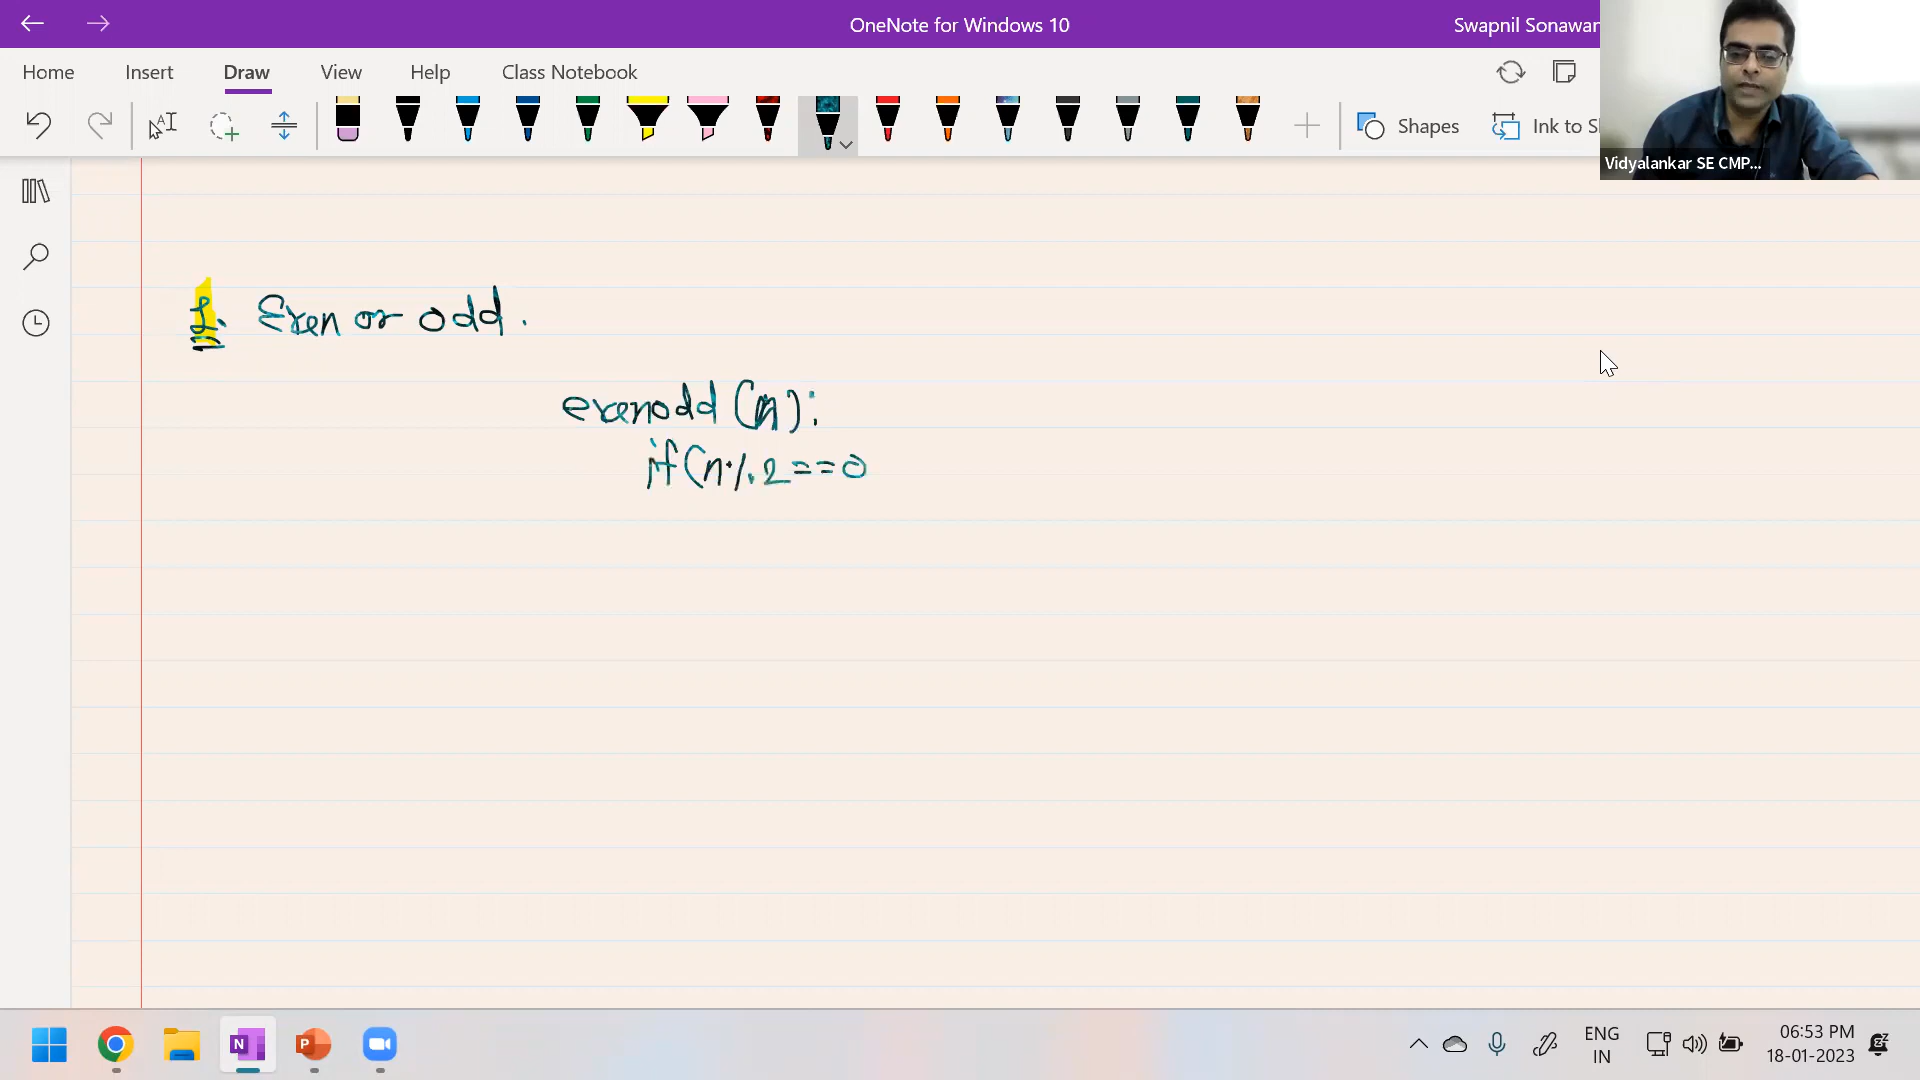 OneNote for Windows 10
Swapnil Sonawar
Home Insert Draw View Help Class Notebook
Shapes
Ink to S
Vidyalankar SE CMP...
1. Even or odd.
evenodd (n):
if(n%2==0
ENG
IN
06:53 PM
18-01-2023